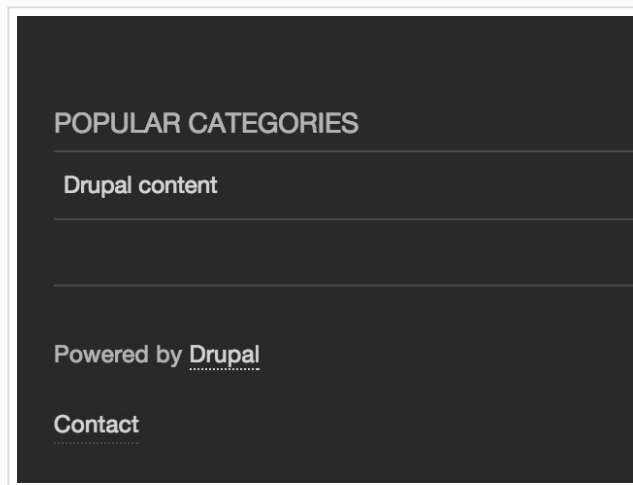 POPULAR CATEGORIES
Drupal content
Powered by Drupal
Contact